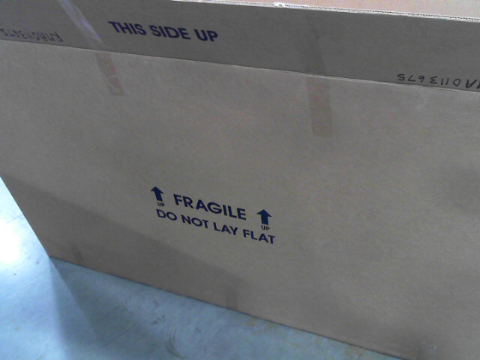 THIS SIDE UP
FRAGILE
UP UP
DO NOT LAY FLAT